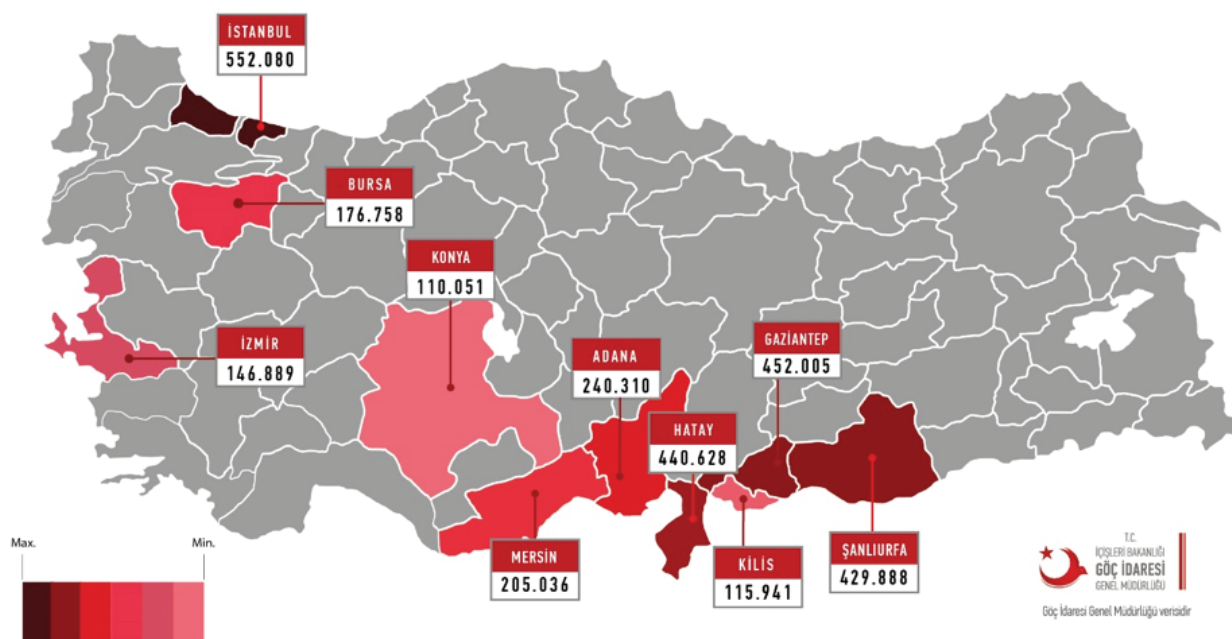 İSTANBUL
552.080
BURSA
176.758
KONYA
110.051
İZMİR
146.889
ADANA
240.310
GAZİANTEP
452.005
HATAY
440.628
MERSİN
205.036
KİLİS
115.941
ŞANLIURFA
429.888
Max.
Min.
T.C.
İÇİŞLERİ BAKANLIĞI
GÖÇ İDARESİ
GENEL MÜDÜRLÜĞÜ
Göç İdaresi Genel Müdürlüğü verisidir